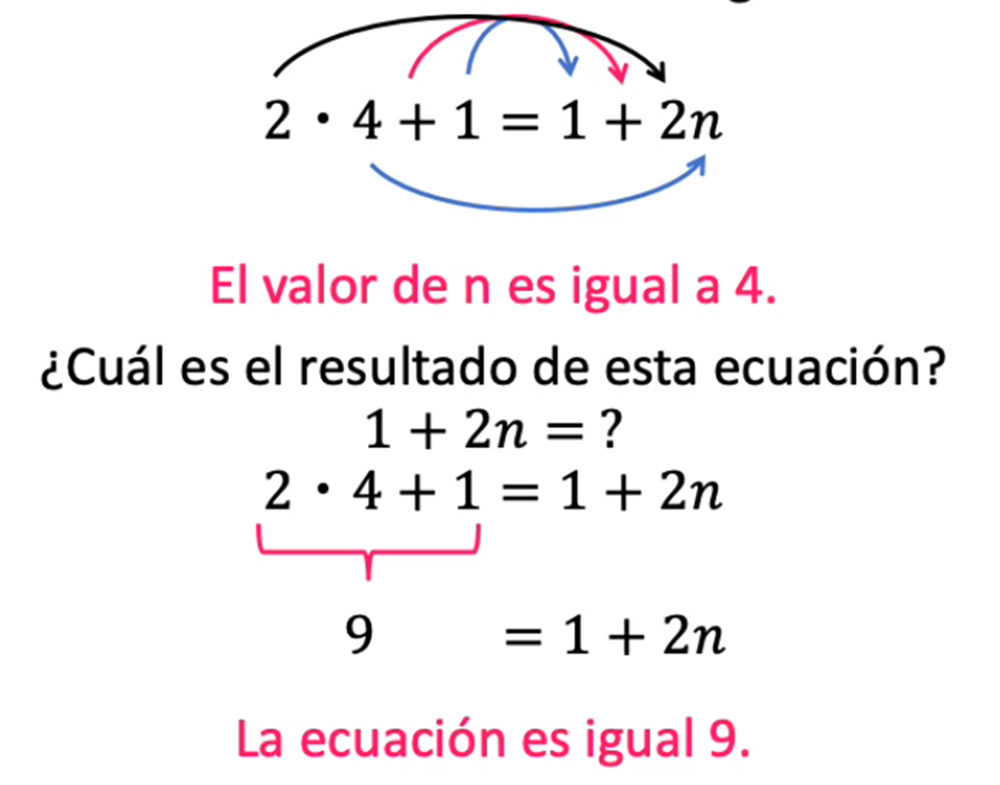 2 · 4 + 1 = 1 + 2n
El valor de n es igual a 4.
¿Cuál es el resultado de esta ecuación?
1 + 2n = ?
2 · 4 + 1 = 1 + 2n
9 = 1 + 2n
La ecuación es igual 9.